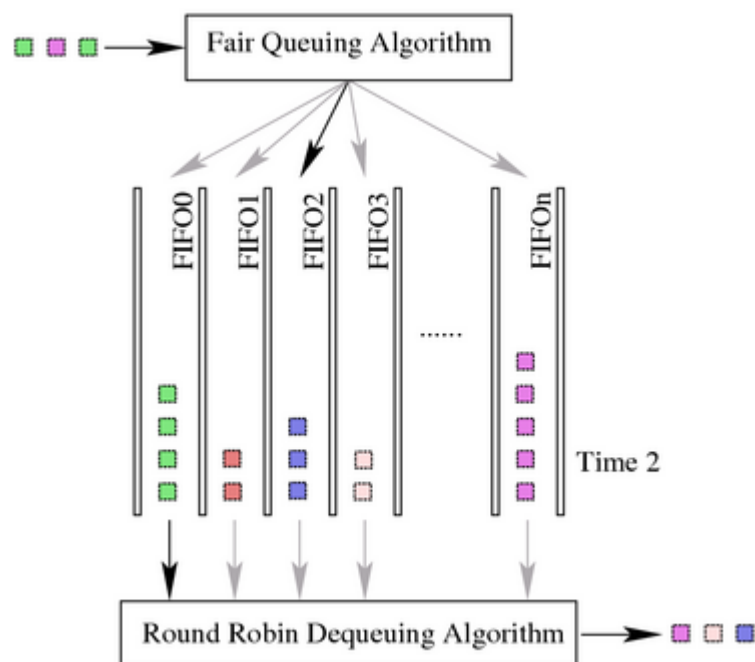 Fair Queuing Algorithm
FIFO0
FIFO1
FIFO2
FIFO3
FIFOn
......
Time 2
Round Robin Dequeuing Algorithm